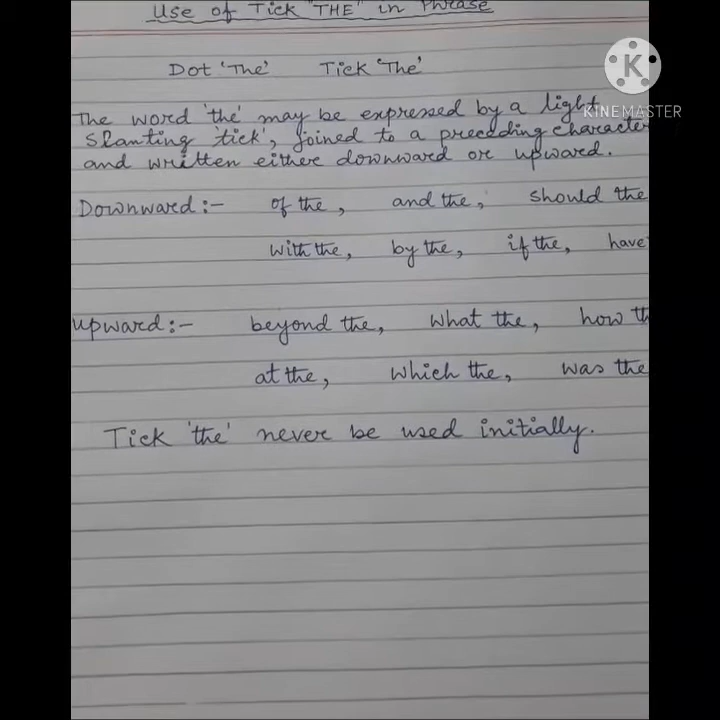 Use of Tick "THE" in Phrase
Dot 'The' Tick 'The'
K
KINEMASTER
The word 'the' may be expressed by a light
slanting 'tick', joined to a preceding character
and written either downward or upward.
Downward:- of the, and the, should the
with the, by the, if the, have
Upward:- beyond the, what the, how th
at the, which the, was the
Tick 'the' never be used initially.